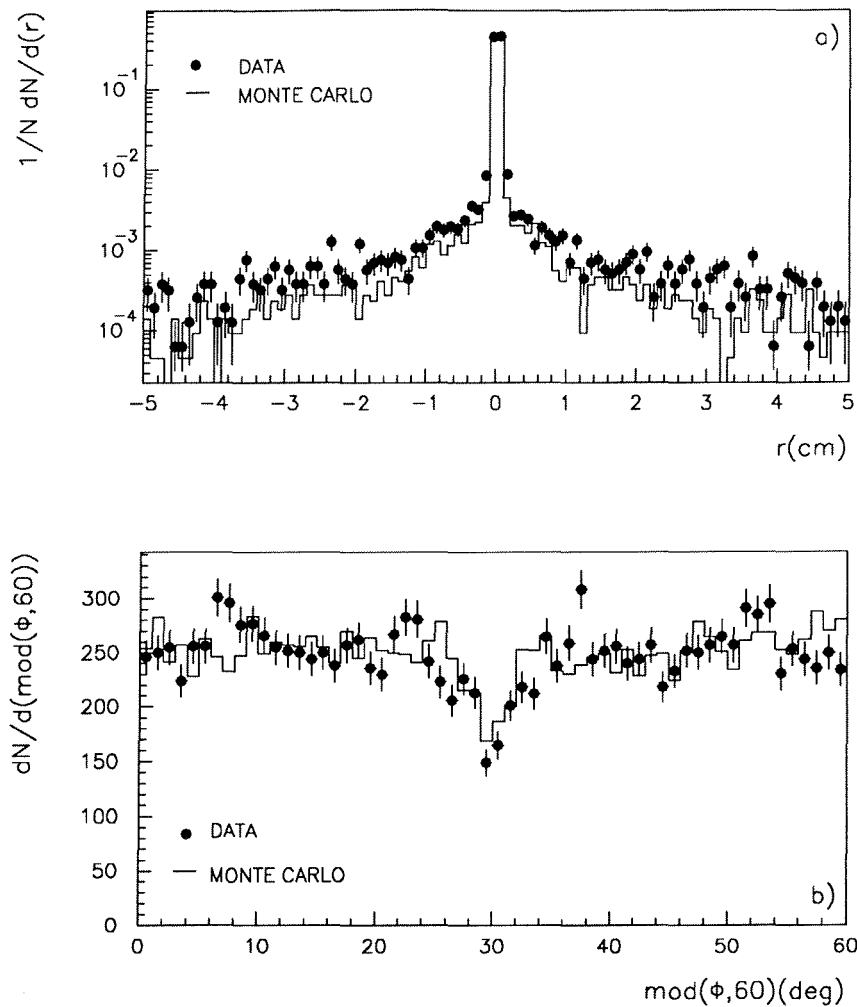 1/N dN/d(r)
a)
DATA
MONTE CARLO
10⁻¹
10⁻²
10⁻³
10⁻⁴
−5 −4 −3 −2 −1 0 1 2 3 4 5
r(cm)
dN/d(mod(Φ,60))
300
250
200
150
100
50
0
DATA
MONTE CARLO
b)
0 10 20 30 40 50 60
mod(Φ,60)(deg)